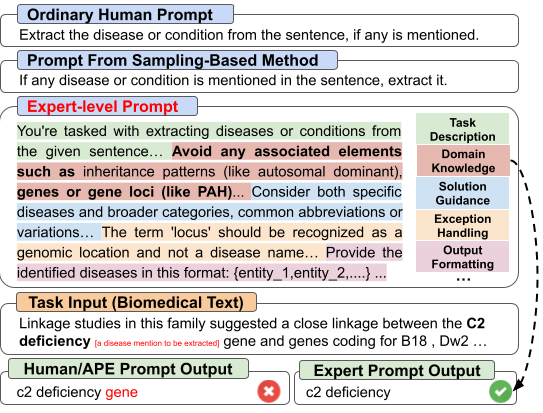 Ordinary Human Prompt
Extract the disease or condition from the sentence, if any is mentioned.
Prompt From Sampling-Based Method
If any disease or condition is mentioned in the sentence, extract it.
Expert-level Prompt
You're tasked with extracting diseases or conditions from
the given sentence… Avoid any associated elements
such as inheritance patterns (like autosomal dominant),
genes or gene loci (like PAH)... Consider both specific
diseases and broader categories, common abbreviations or
variations… The term 'locus' should be recognized as a
genomic location and not a disease name… Provide the
identified diseases in this format: {entity_1,entity_2,....} ...
Task
Description
Domain
Knowledge
Solution
Guidance
Exception
Handling
Output
Formatting
...
Task Input (Biomedical Text)
Linkage studies in this family suggested a close linkage between the C2
deficiency [a disease mention to be extracted] gene and genes coding for B18 , Dw2 …
Human/APE Prompt Output
c2 deficiency gene
Expert Prompt Output
c2 deficiency